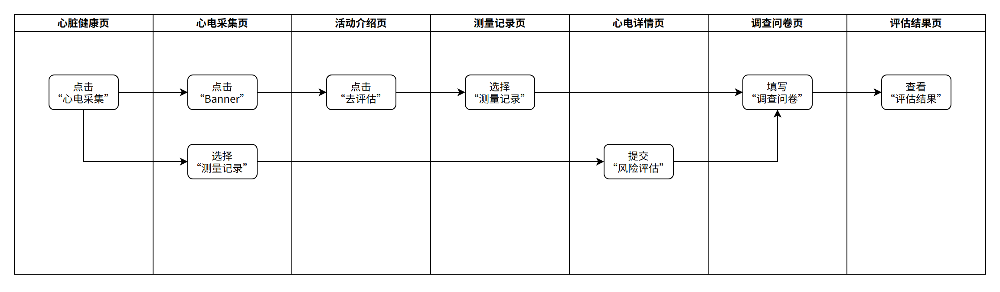 心脏健康页
心电采集页
活动介绍页
测量记录页
心电详情页
调查问卷页
评估结果页
点击
“心电采集”
点击
“Banner”
点击
“去评估”
选择
“测量记录”
填写
“调查问卷”
查看
“评估结果”
选择
“测量记录”
提交
“风险评估”